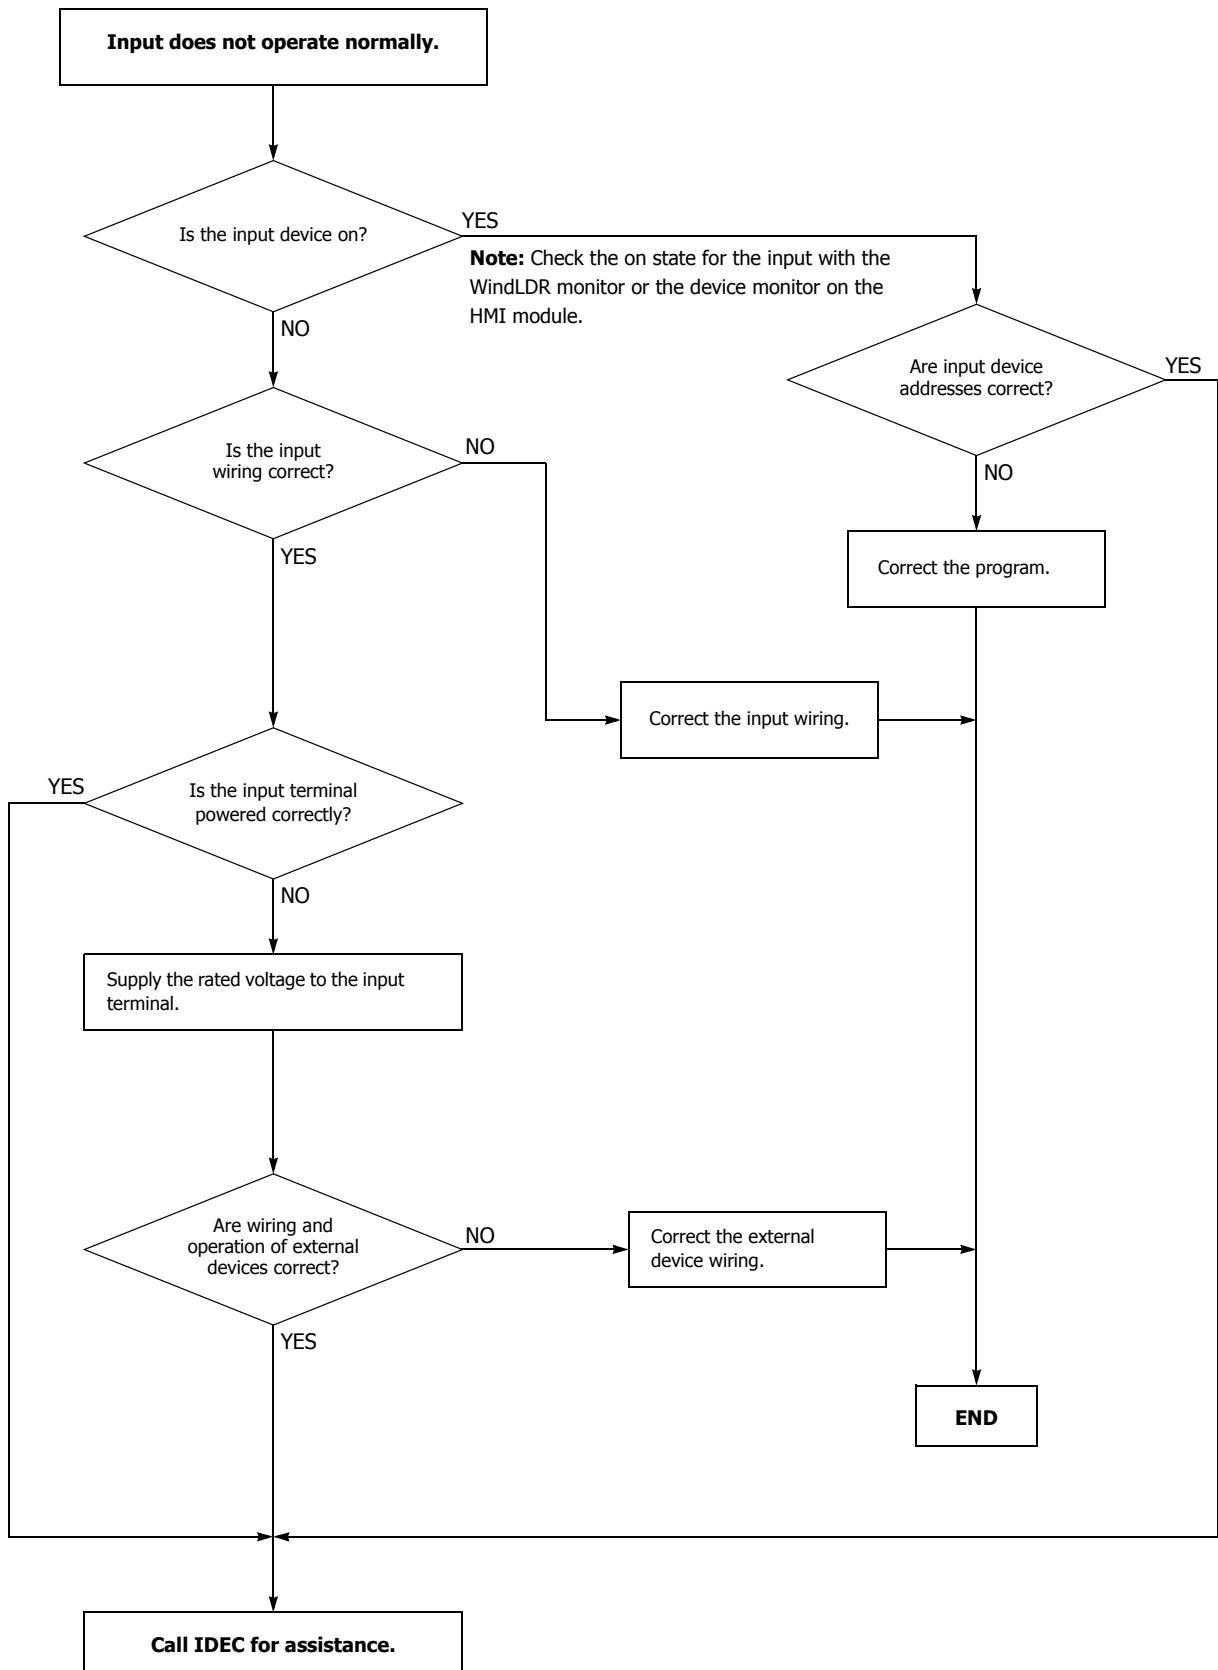 Input does not operate normally.
Is the input device on?
YES
Note: Check the on state for the input with the
WindLDR monitor or the device monitor on the
HMI module.
NO
Are input device
addresses correct?
YES
NO
Is the input
wiring correct?
NO
YES
Correct the program.
Correct the input wiring.
YES
Is the input terminal
powered correctly?
NO
Supply the rated voltage to the input
terminal.
Are wiring and
operation of external
devices correct?
NO
Correct the external
device wiring.
YES
END
Call IDEC for assistance.